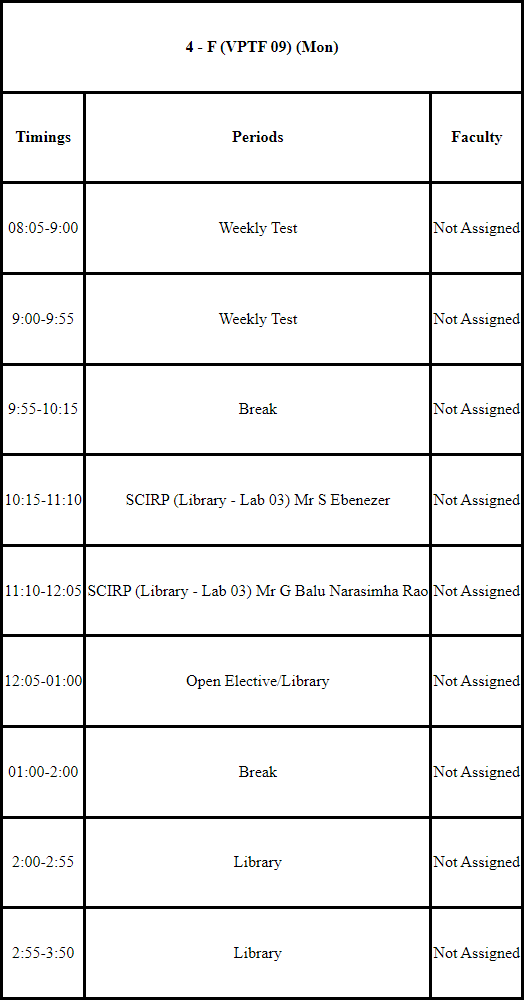 4 - F (VPTF 09) (Mon)
Timings Periods Faculty
08:05-9:00 Weekly Test Not Assigned
9:00-9:55 Weekly Test Not Assigned
9:55-10:15 Break Not Assigned
10:15-11:10 SCIRP (Library - Lab 03) Mr S Ebenezer Not Assigned
11:10-12:05 SCIRP (Library - Lab 03) Mr G Balu Narasimha Rao Not Assigned
12:05-01:00 Open Elective/Library Not Assigned
01:00-2:00 Break Not Assigned
2:00-2:55 Library Not Assigned
2:55-3:50 Library Not Assigned